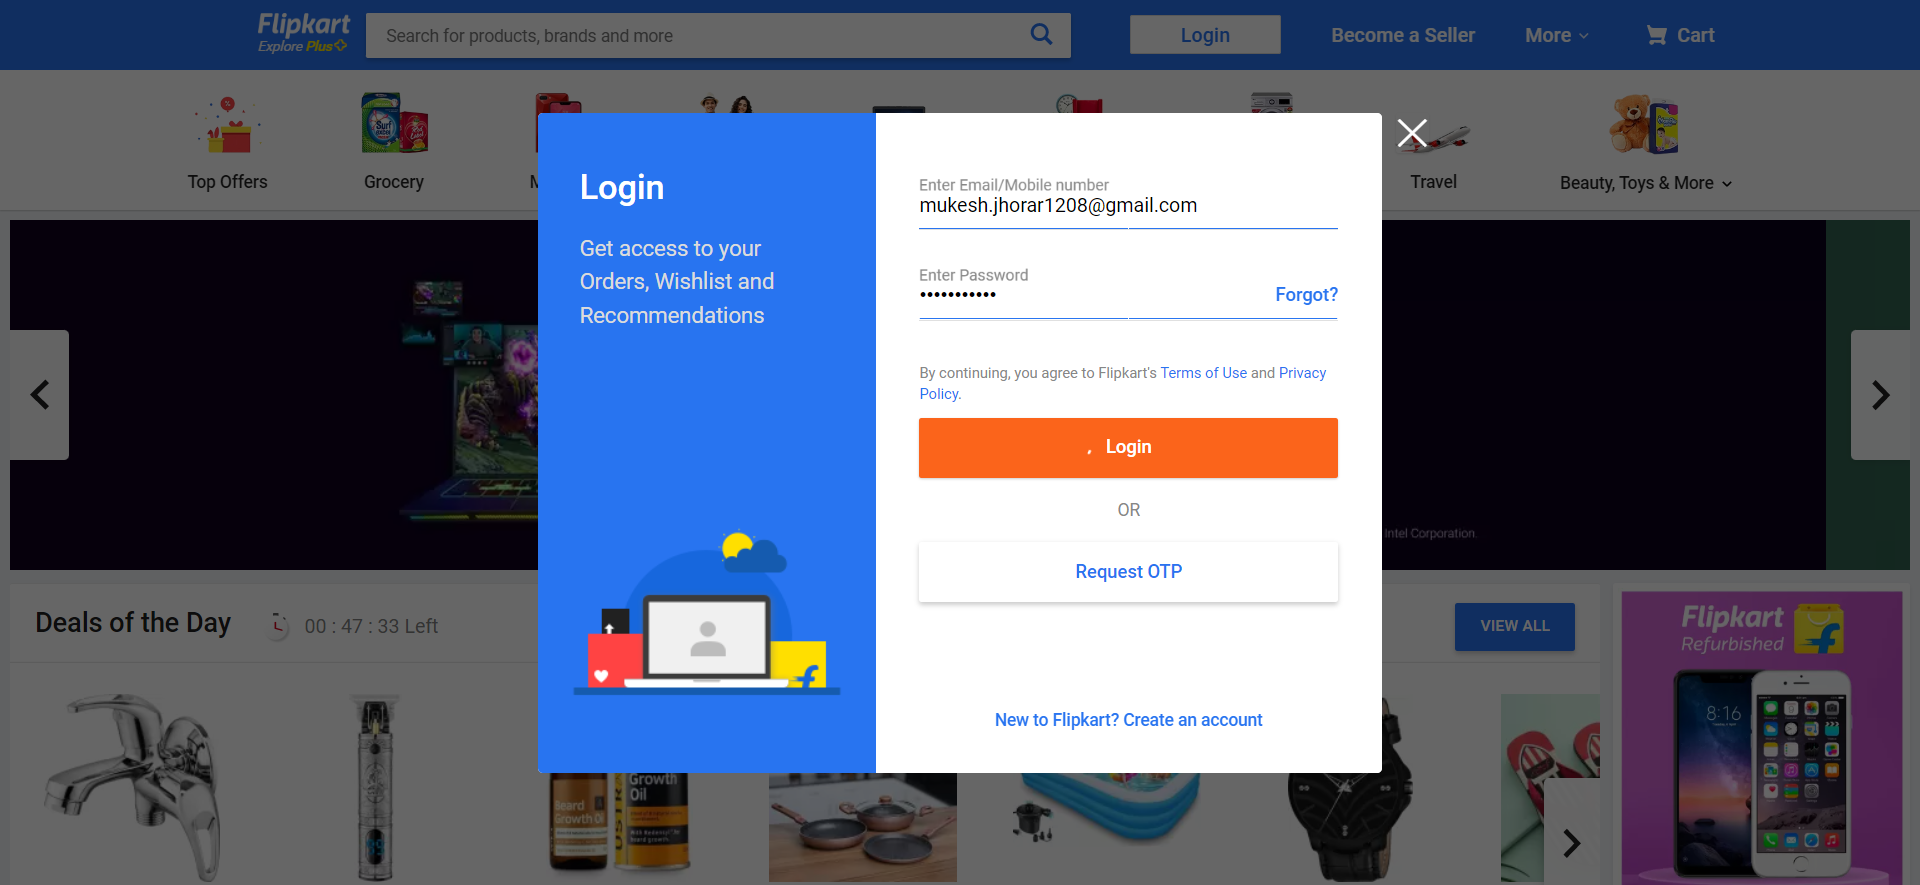 Flipkart
Explore Plus
Search for products, brands and more
Login
Become a Seller
More
Cart
Top Offers
Grocery
M
Travel
Beauty, Toys & More
Login
Get access to your
Orders, Wishlist and
Recommendations
Enter Email/Mobile number
mukesh.jhorar1208@gmail.com
Enter Password
•••••••••••
Forgot?
By continuing, you agree to Flipkart's Terms of Use and Privacy
Policy.
Login
OR
Request OTP
New to Flipkart? Create an account
Intel Corporation.
Deals of the Day
00 : 47 : 33 Left
VIEW ALL
Flipkart
Refurbished
8:16
Surf
excel
Beard
Growth Oil
Growth
Oil